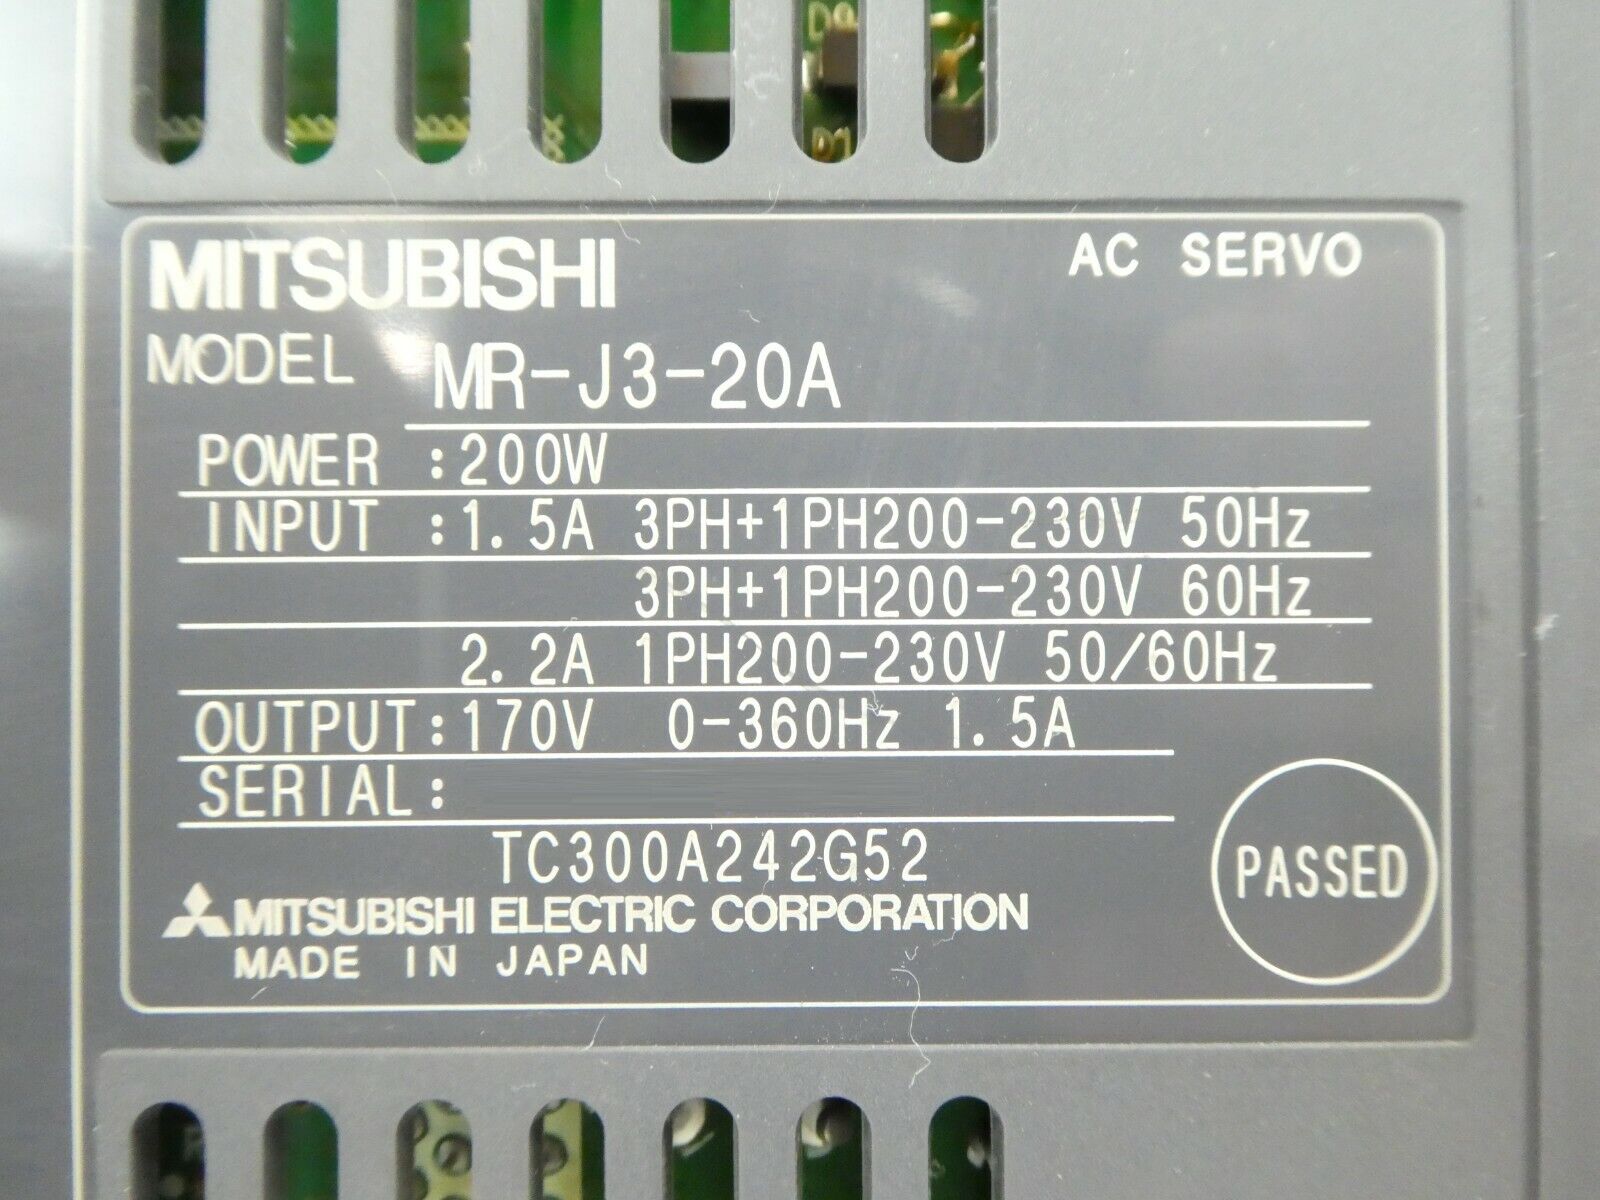 D9
D1
MITSUBISHI AC SERVO
MODEL MR-J3-20A
POWER :200W
INPUT :1.5A 3PH+1PH200-230V 50Hz
3PH+1PH200-230V 60Hz
2.2A 1PH200-230V 50/60Hz
OUTPUT:170V 0-360Hz 1.5A
SERIAL:
TC300A242G52
PASSED
MITSUBISHI ELECTRIC CORPORATION
MADE IN JAPAN